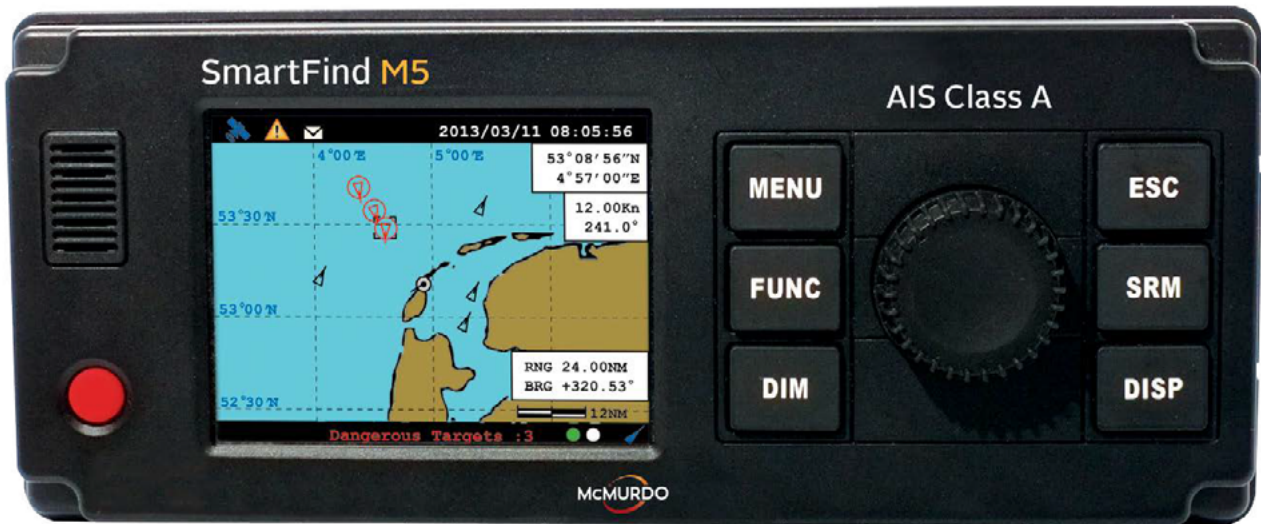 SmartFind M5
AIS Class A
2013/03/11 08:05:56
4°00'E
5°00'E
53°08'56"N
4°57'00"E
12.00Kn
241.0°
53°30'N
53°00'N
52°30'N
RNG 24.00NM
BRG +320.53°
12NM
Dangerous Targets :3
MENU
FUNC
DIM
ESC
SRM
DISP
McMURDO